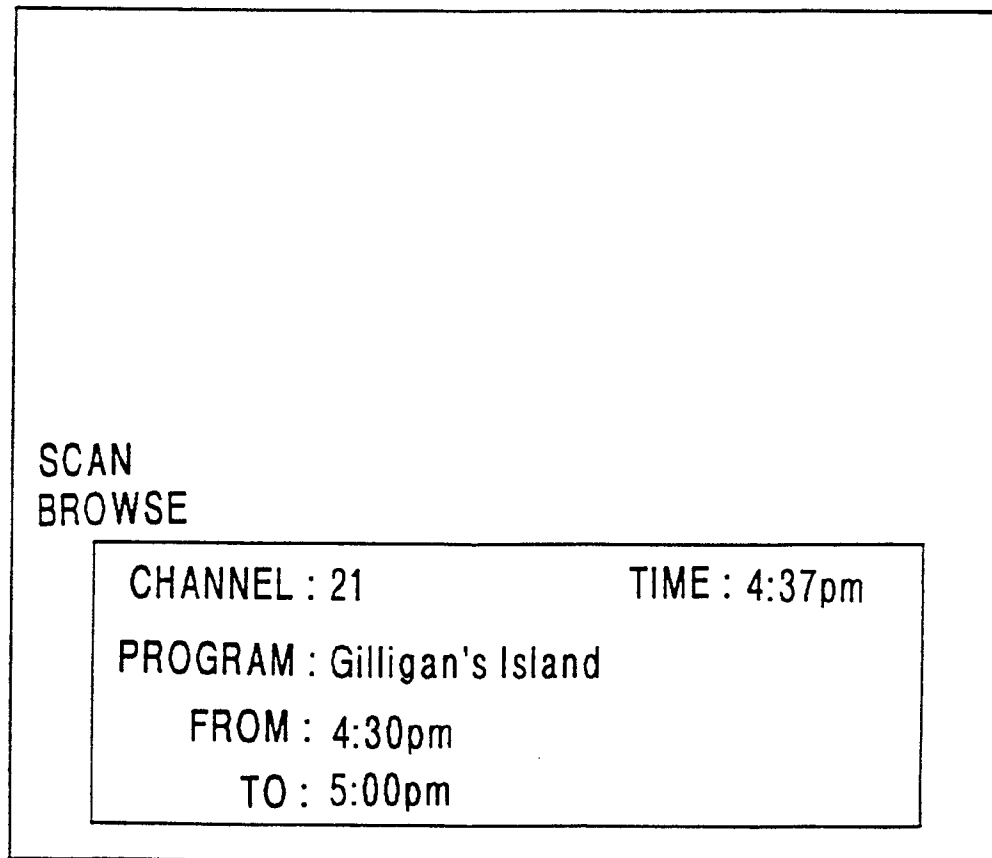 SCAN
BROWSE
CHANNEL : 21 TIME : 4:37pm
PROGRAM : Gilligan's Island
FROM : 4:30pm
TO : 5:00pm